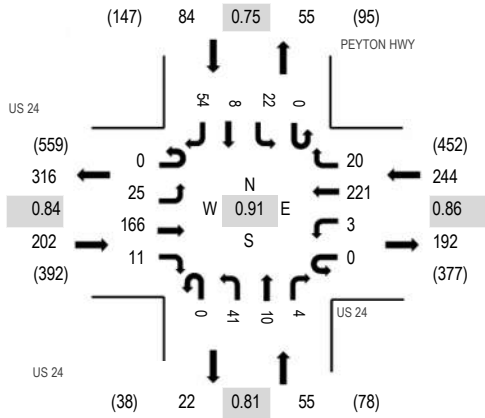 (147) 84 0.75 55 (95)
PEYTON HWY
US 24
54 8 22 0
(559) (452)
0 20
316 244
25 N 221
0.84 W 0.91 E 0.86
166 S 3
202 192
11 0
(392) (377)
0 41 10 4
US 24
US 24
(38) 22 0.81 55 (78)